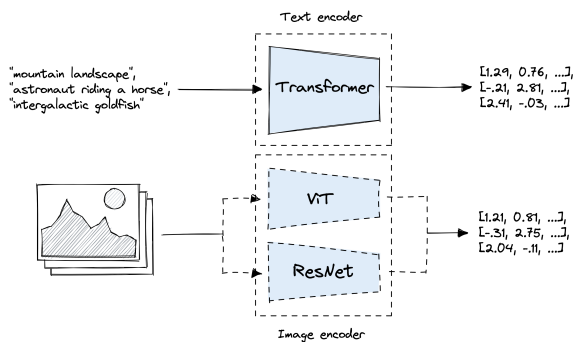 Text encoder
"mountain landscape",
"astronaut riding a horse",
"intergalactic goldfish"
Transformer
[1.29, 0.76, ...],
[-.21, 2.81, ...],
[2.41, -.03, ...]
ViT
ResNet
[1.21, 0.81, ...],
[-.31, 2.75, ...],
[2.04, -.11, ...]
Image encoder